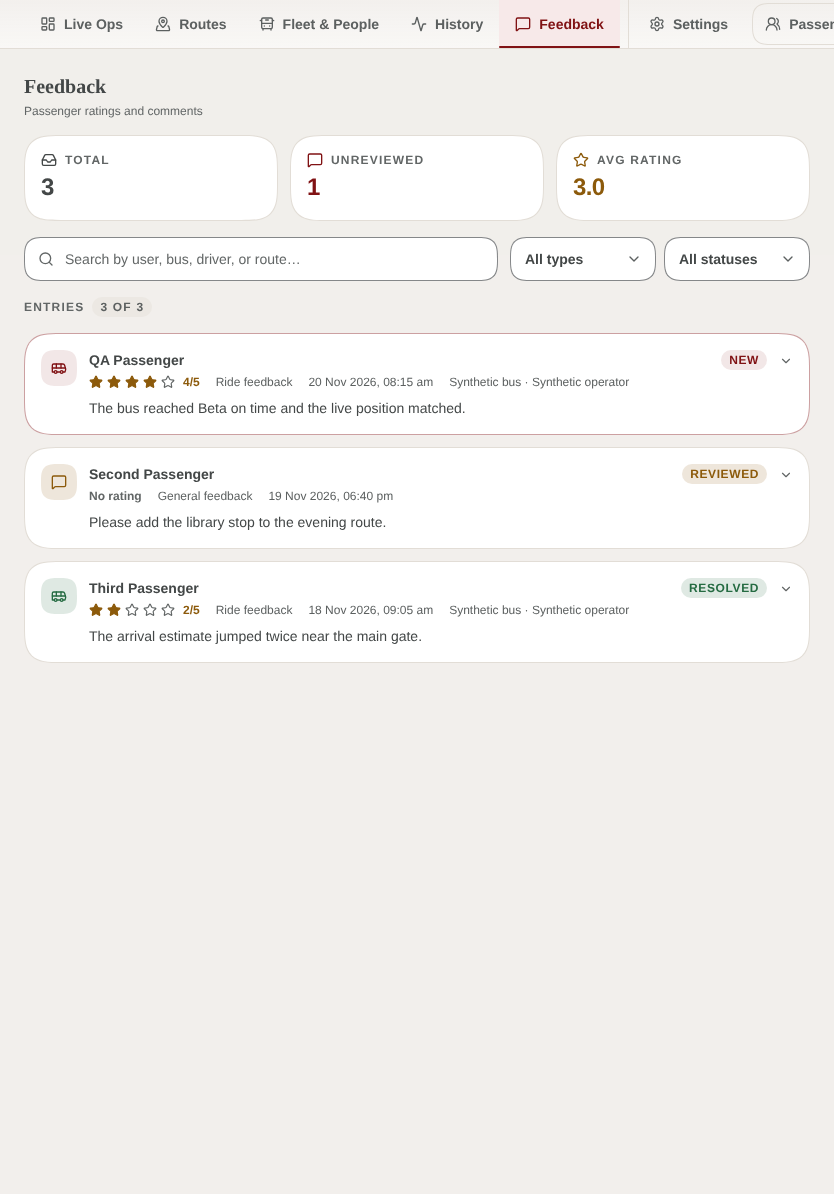 Live Ops Routes Fleet & People History Feedback Settings Passer
Feedback
Passenger ratings and comments
TOTAL
3
UNREVIEWED
1
AVG RATING
3.0
Search by user, bus, driver, or route…
All types
All statuses
ENTRIES 3 OF 3
QA Passenger NEW
4/5 Ride feedback 20 Nov 2026, 08:15 am Synthetic bus · Synthetic operator
The bus reached Beta on time and the live position matched.
Second Passenger REVIEWED
No rating General feedback 19 Nov 2026, 06:40 pm
Please add the library stop to the evening route.
Third Passenger RESOLVED
2/5 Ride feedback 18 Nov 2026, 09:05 am Synthetic bus · Synthetic operator
The arrival estimate jumped twice near the main gate.